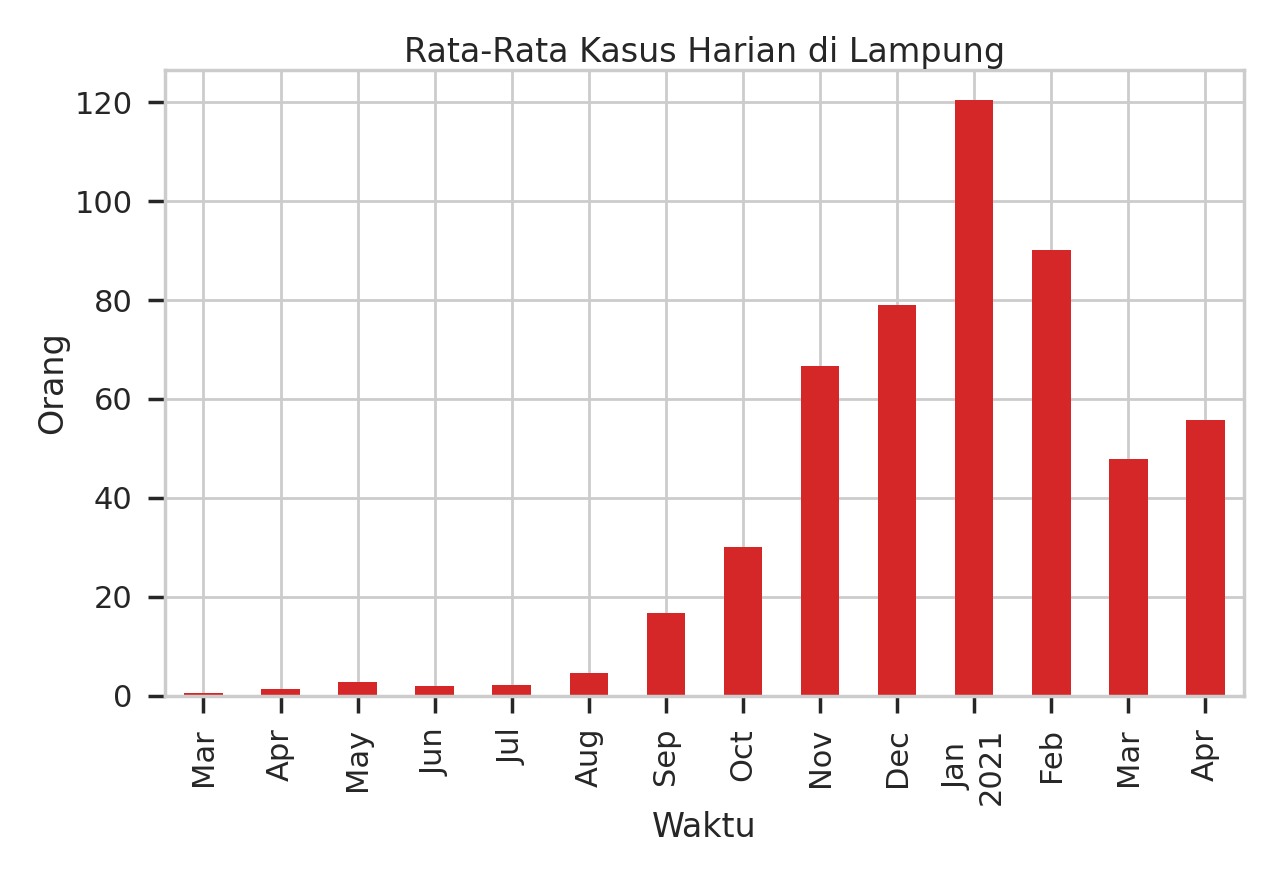 Rata-Rata Kasus Harian di Lampung
120
100
80
60
40
20
0
Orang
Mar
Apr
May
Jun
Jul
Aug
Sep
Oct
Nov
Dec
Jan
2021
Feb
Mar
Apr
Waktu